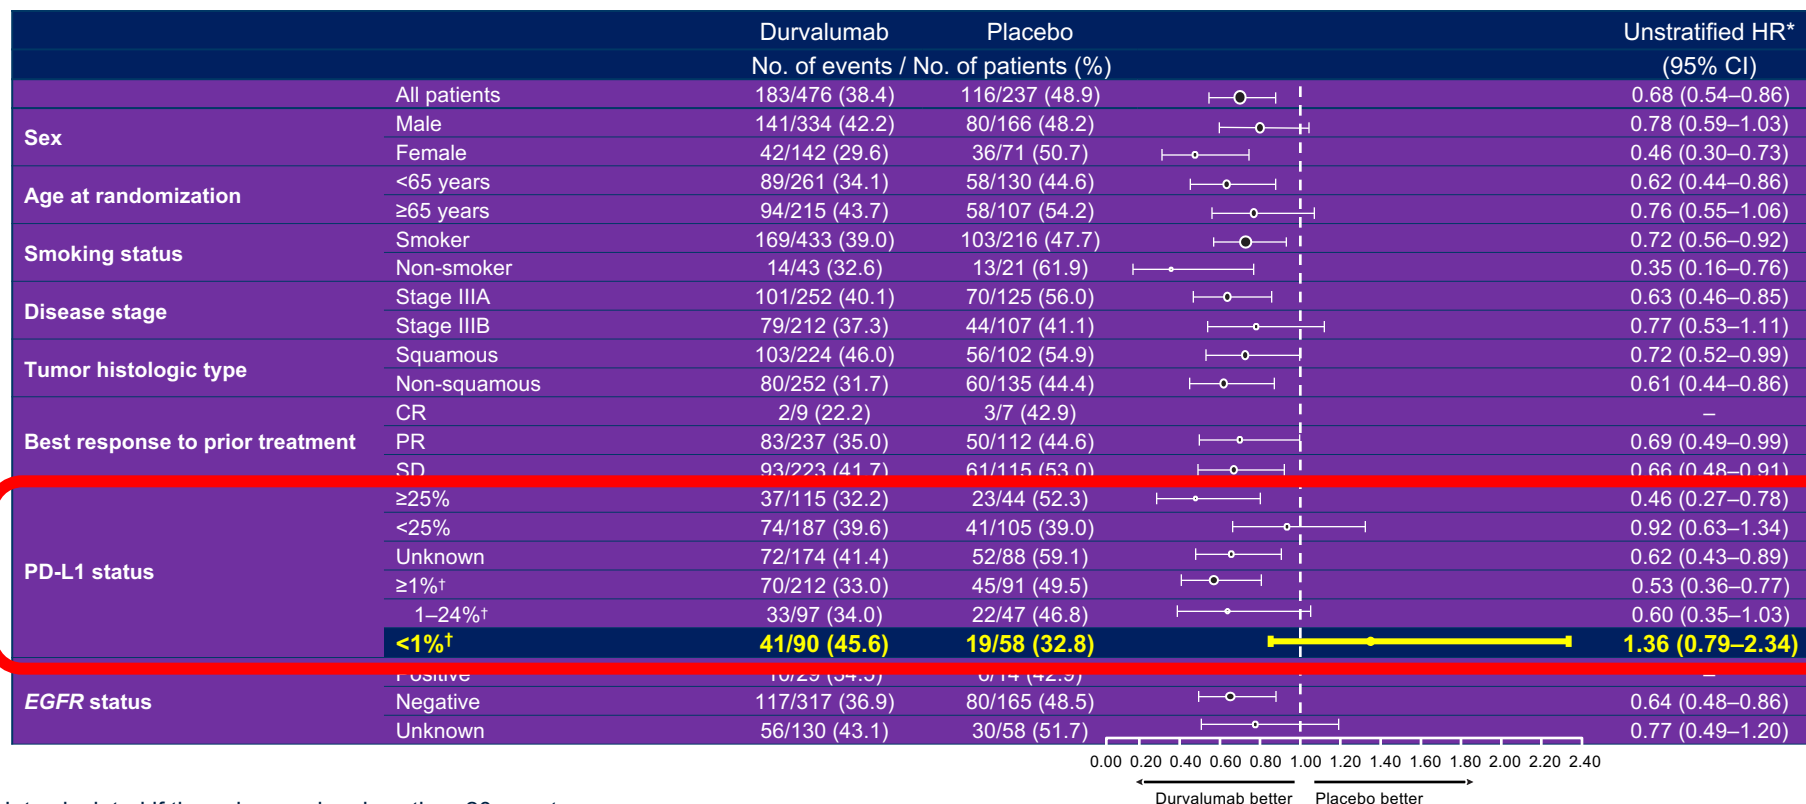 Durvalumab Placebo Unstratified HR*
No. of events / No. of patients (%) (95% CI)
All patients 183/476 (38.4) 116/237 (48.9) 0.68 (0.54–0.86)
Sex
Male 141/334 (42.2) 80/166 (48.2) 0.78 (0.59–1.03)
Female 42/142 (29.6) 36/71 (50.7) 0.46 (0.30–0.73)
Age at randomization
<65 years 89/261 (34.1) 58/130 (44.6) 0.62 (0.44–0.86)
≥65 years 94/215 (43.7) 58/107 (54.2) 0.76 (0.55–1.06)
Smoking status
Smoker 169/433 (39.0) 103/216 (47.7) 0.72 (0.56–0.92)
Non-smoker 14/43 (32.6) 13/21 (61.9) 0.35 (0.16–0.76)
Disease stage
Stage IIIA 101/252 (40.1) 70/125 (56.0) 0.63 (0.46–0.85)
Stage IIIB 79/212 (37.3) 44/107 (41.1) 0.77 (0.53–1.11)
Tumor histologic type
Squamous 103/224 (46.0) 56/102 (54.9) 0.72 (0.52–0.99)
Non-squamous 80/252 (31.7) 60/135 (44.4) 0.61 (0.44–0.86)
Best response to prior treatment
CR 2/9 (22.2) 3/7 (42.9) –
PR 83/237 (35.0) 50/112 (44.6) 0.69 (0.49–0.99)
SD 93/223 (41.7) 61/115 (53.0) 0.66 (0.48–0.91)
PD-L1 status
≥25% 37/115 (32.2) 23/44 (52.3) 0.46 (0.27–0.78)
<25% 74/187 (39.6) 41/105 (39.0) 0.92 (0.63–1.34)
Unknown 72/174 (41.4) 52/88 (59.1) 0.62 (0.43–0.89)
≥1%† 70/212 (33.0) 45/91 (49.5) 0.53 (0.36–0.77)
1–24%† 33/97 (34.0) 22/47 (46.8) 0.60 (0.35–1.03)
<1%† 41/90 (45.6) 19/58 (32.8) 1.36 (0.79–2.34)
EGFR status
Positive –
Negative 117/317 (36.9) 80/165 (48.5) 0.64 (0.48–0.86)
Unknown 56/130 (43.1) 30/58 (51.7) 0.77 (0.49–1.20)
0.00 0.20 0.40 0.60 0.80 1.00 1.20 1.40 1.60 1.80 2.00 2.20 2.40
Durvalumab better Placebo better